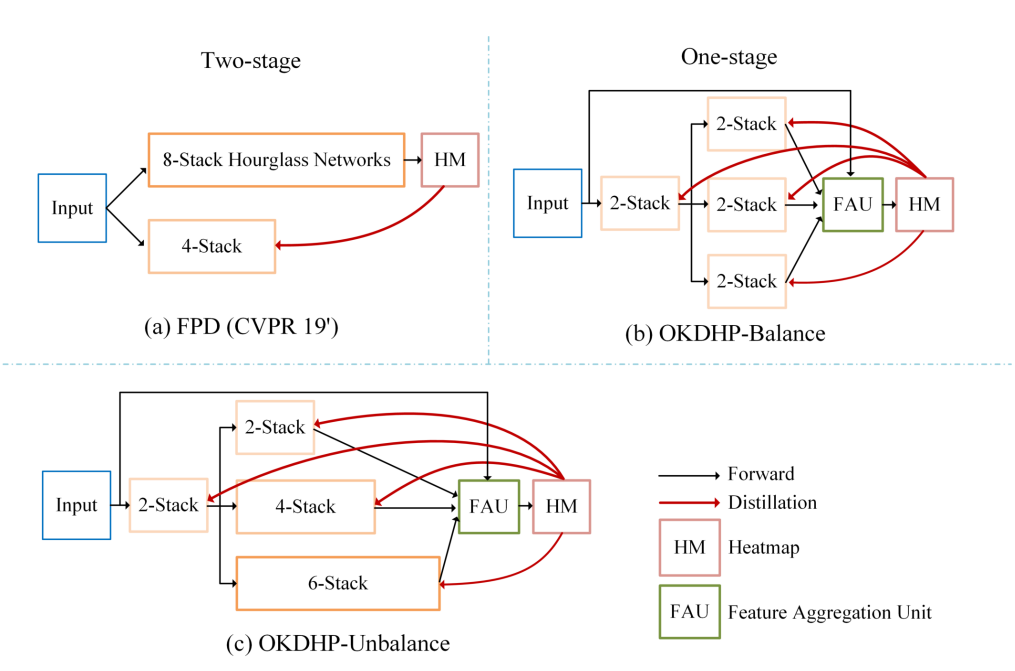 Two-stage
8-Stack Hourglass Networks
HM
Input
4-Stack
(a) FPD (CVPR 19')
One-stage
2-Stack
Input
2-Stack
2-Stack
FAU
HM
2-Stack
(b) OKDHP-Balance
2-Stack
Input
2-Stack
4-Stack
FAU
HM
6-Stack
(c) OKDHP-Unbalance
Forward
Distillation
HM
Heatmap
FAU
Feature Aggregation Unit